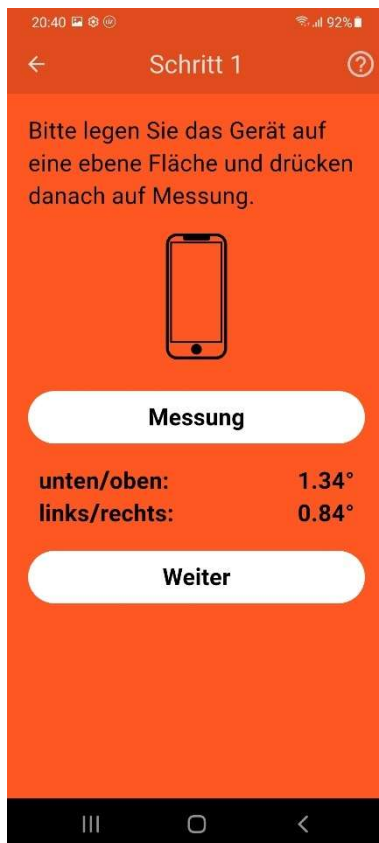 20:40 92%
Schritt 1
Bitte legen Sie das Gerät auf
eine ebene Fläche und drücken
danach auf Messung.
Messung
unten/oben: 1.34°
links/rechts: 0.84°
Weiter